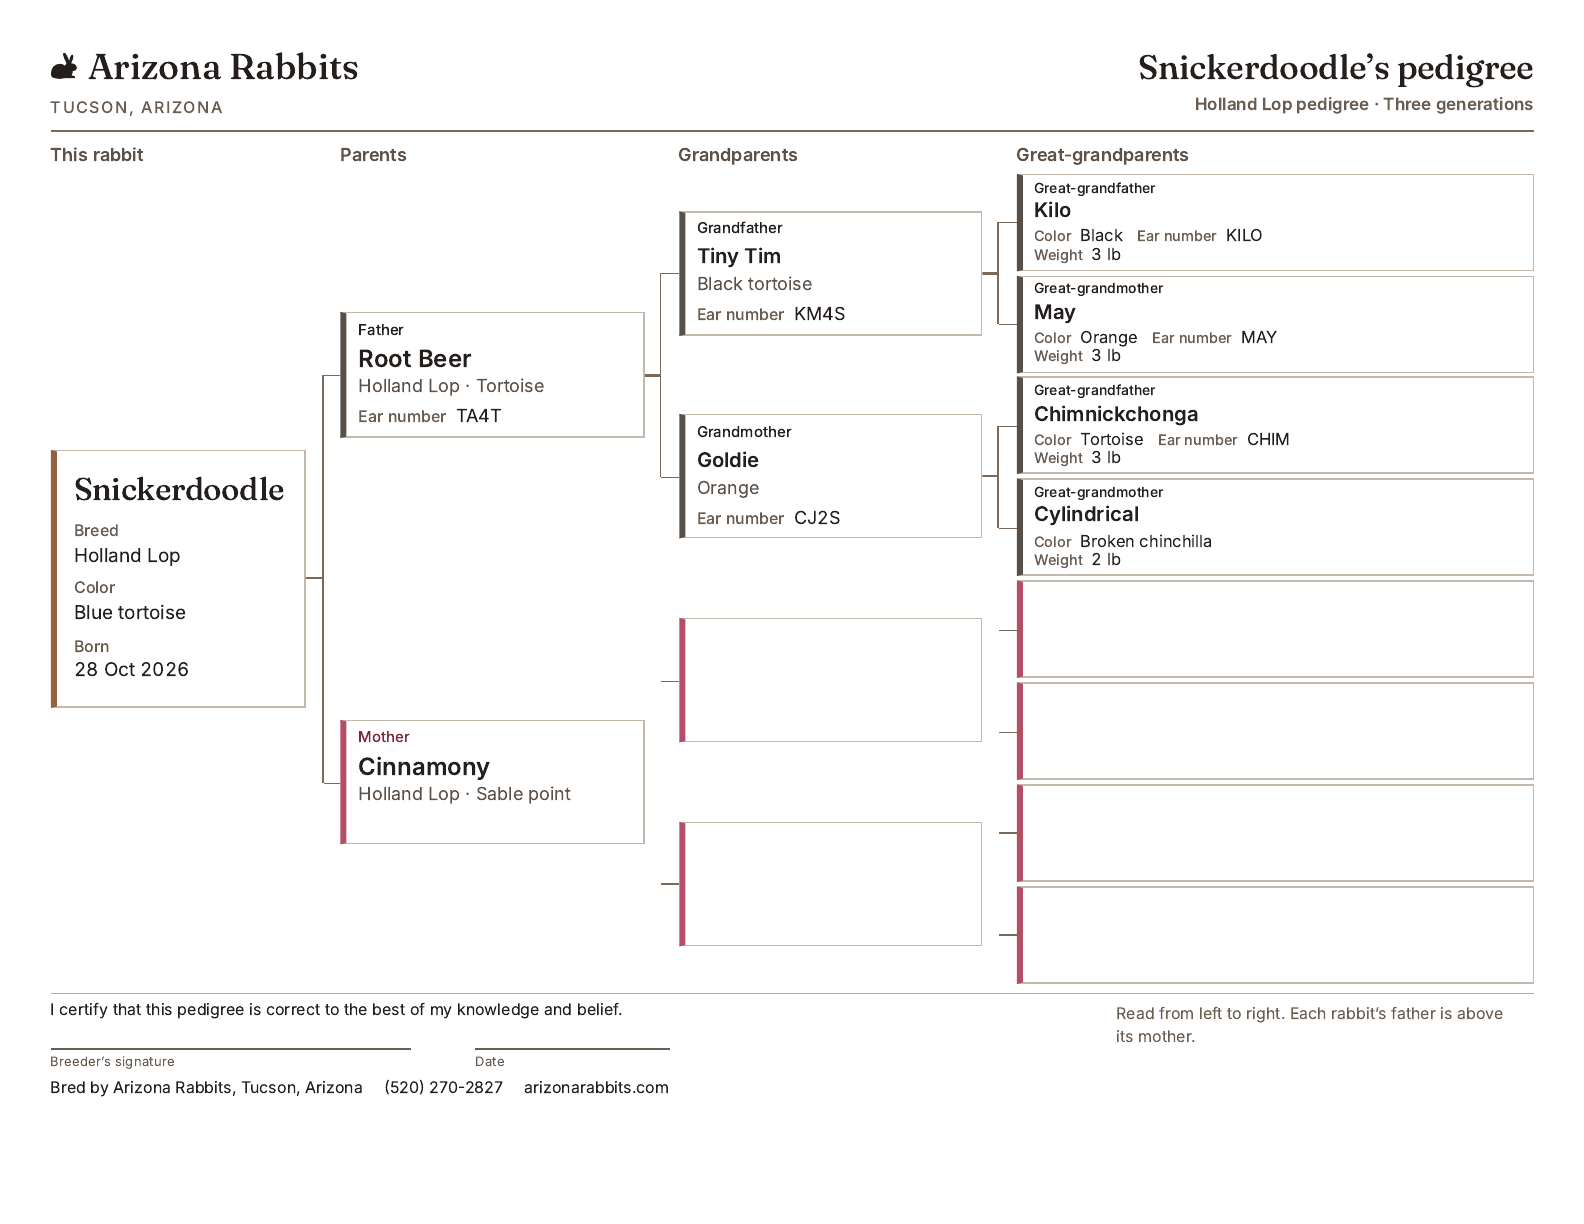 Arizona Rabbits
TUCSON, ARIZONA
Snickerdoodle’s pedigree
Holland Lop pedigree · Three generations
This rabbit
Parents
Grandparents
Great-grandparents
Snickerdoodle
Breed
Holland Lop
Color
Blue tortoise
Born
28 Oct 2026
Father
Root Beer
Holland Lop · Tortoise
Ear number TA4T
Mother
Cinnamony
Holland Lop · Sable point
Grandfather
Tiny Tim
Black tortoise
Ear number KM4S
Grandmother
Goldie
Orange
Ear number CJ2S
Great-grandfather
Kilo
Color Black Ear number KILO
Weight 3 lb
Great-grandmother
May
Color Orange Ear number MAY
Weight 3 lb
Great-grandfather
Chimnickchonga
Color Tortoise Ear number CHIM
Weight 3 lb
Great-grandmother
Cylindrical
Color Broken chinchilla
Weight 2 lb
I certify that this pedigree is correct to the best of my knowledge and belief.
Breeder’s signature
Date
Bred by Arizona Rabbits, Tucson, Arizona (520) 270-2827 arizonarabbits.com
Read from left to right. Each rabbit’s father is above
its mother.